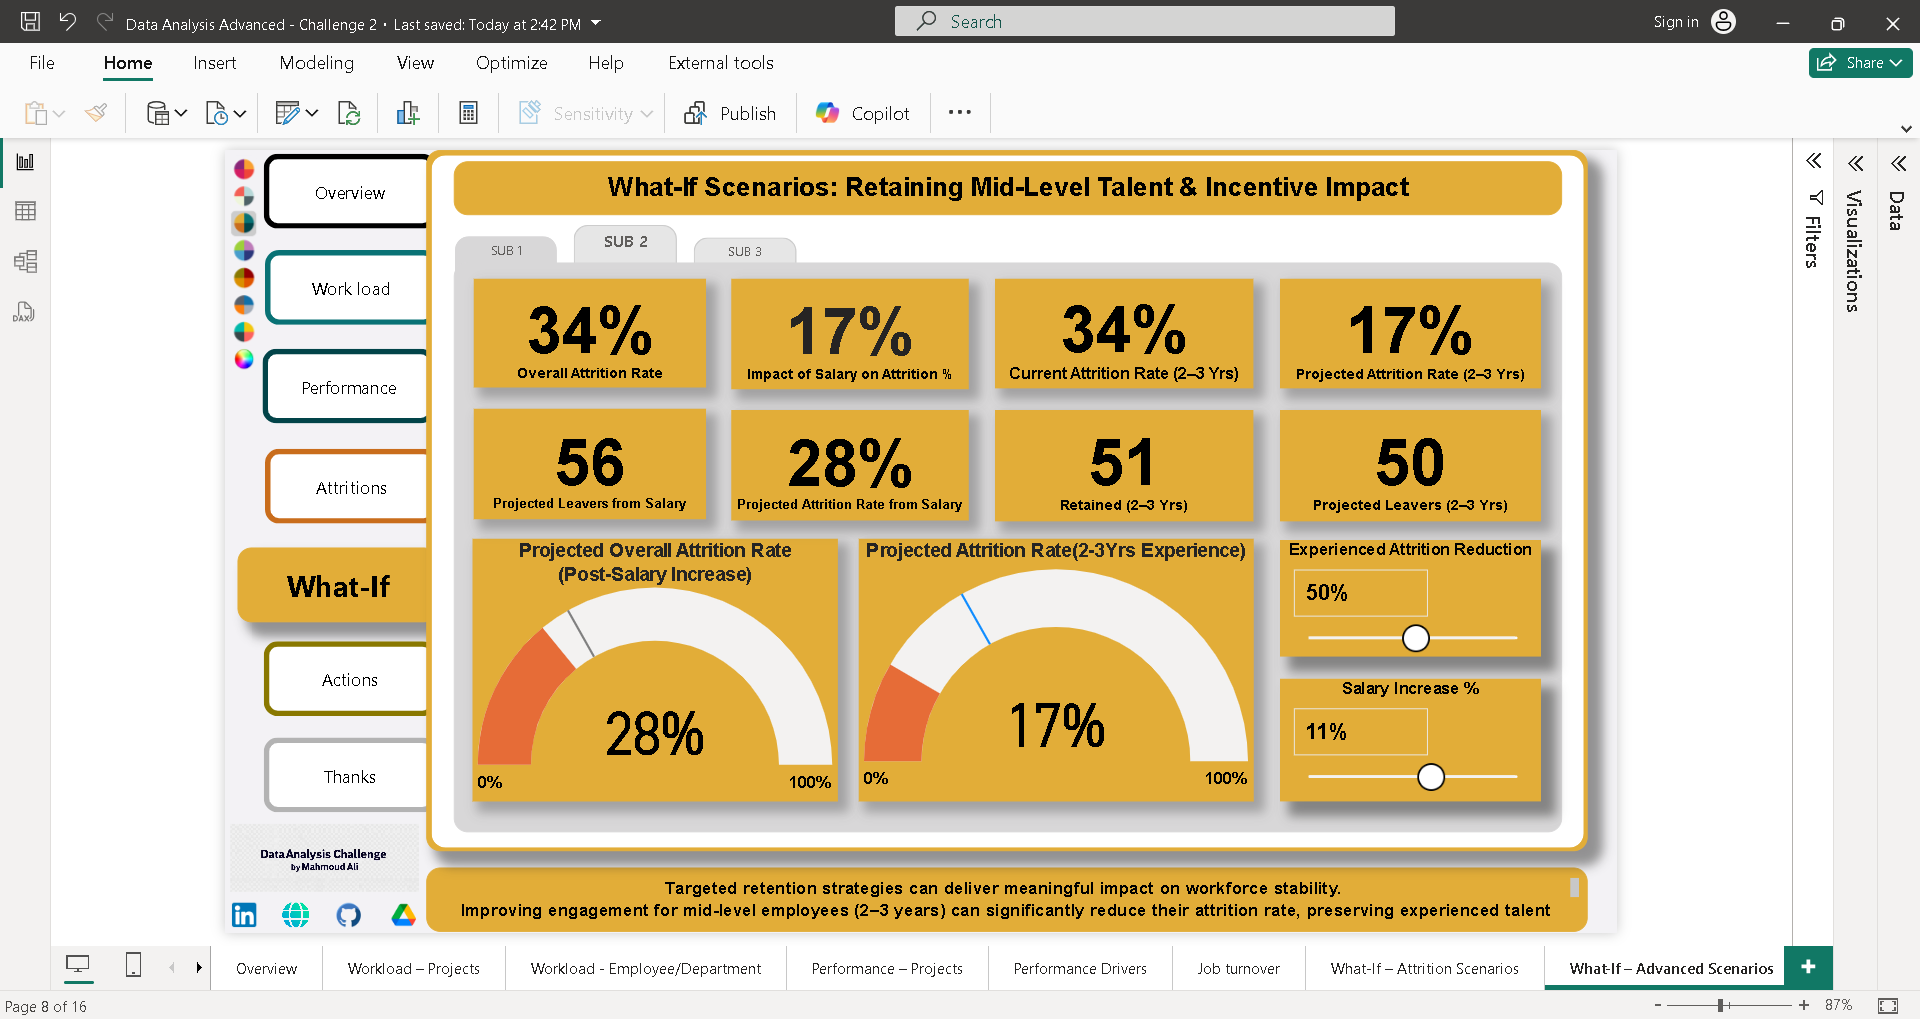 Data Analysis Advanced - Challenge 2 • Last saved: Today at 2:42 PM
Search
Sign in
File
Home
Insert
Modeling
View
Optimize
Help
External tools
Share
Sensitivity
Publish
Copilot
Overview
Work load
Performance
Attritions
What-If
Actions
Thanks
Data Analysis Challenge
by Mahmoud Ali
What-If Scenarios: Retaining Mid-Level Talent & Incentive Impact
SUB 1
SUB 2
SUB 3
34%
Overall Attrition Rate
17%
Impact of Salary on Attrition %
34%
Current Attrition Rate (2–3 Yrs)
17%
Projected Attrition Rate (2–3 Yrs)
56
Projected Leavers from Salary
28%
Projected Attrition Rate from Salary
51
Retained (2–3 Yrs)
50
Projected Leavers (2–3 Yrs)
Projected Overall Attrition Rate
(Post-Salary Increase)
28%
0%
100%
Projected Attrition Rate(2-3Yrs Experience)
17%
0%
100%
Experienced Attrition Reduction
50%
Salary Increase %
11%
Targeted retention strategies can deliver meaningful impact on workforce stability.
Improving engagement for mid-level employees (2–3 years) can significantly reduce their attrition rate, preserving experienced talent
Filters
Visualizations
Data
DAX
Overview
Workload – Projects
Workload - Employee/Department
Performance – Projects
Performance Drivers
Job turnover
What-If – Attrition Scenarios
What-If – Advanced Scenarios
Page 8 of 16
87%